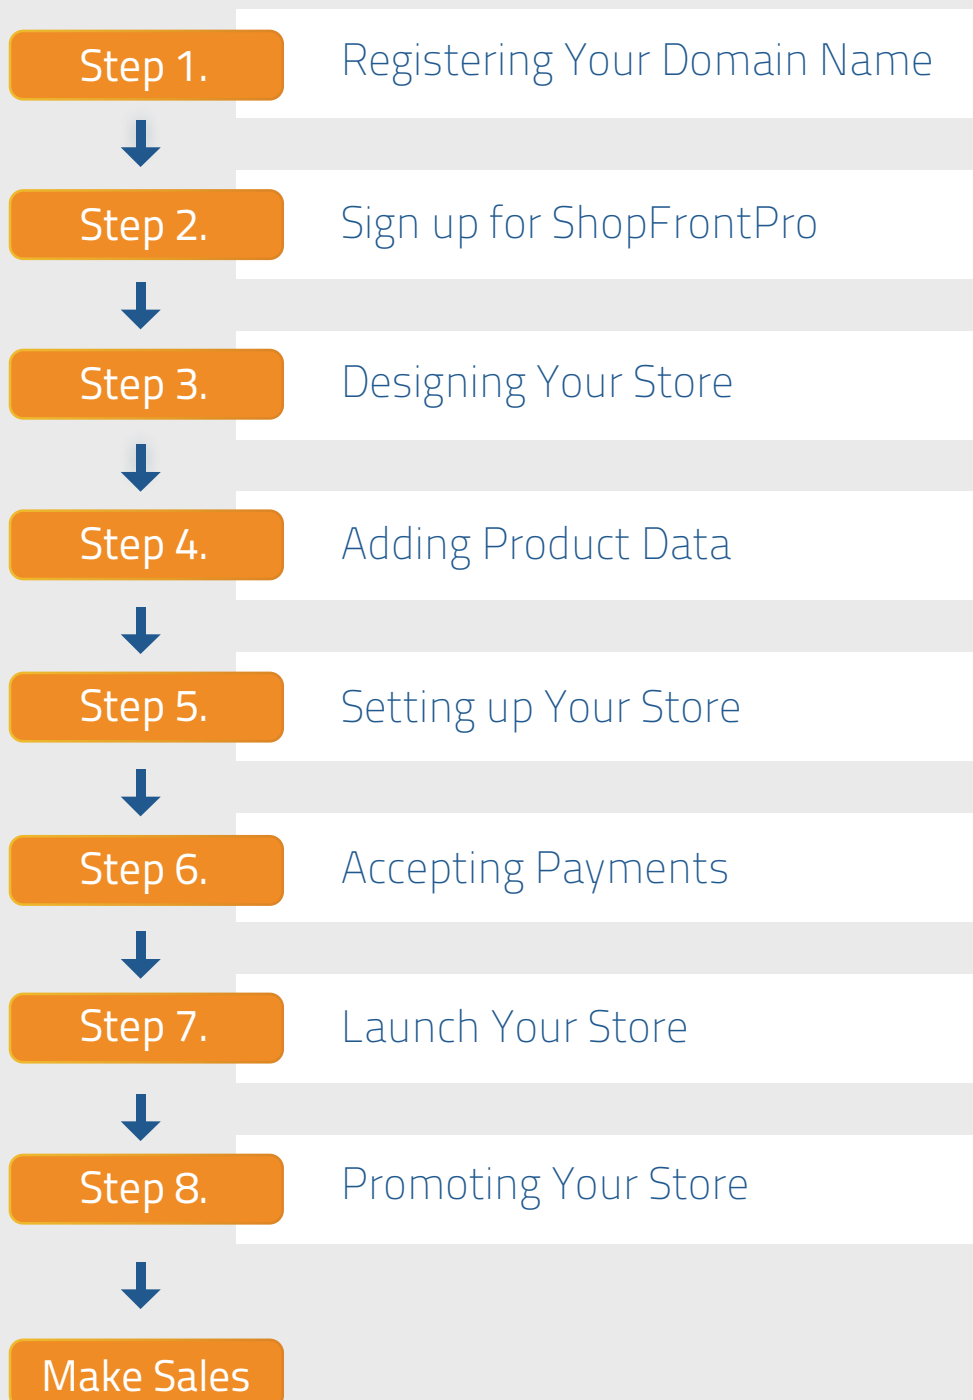 Step 1.
Registering Your Domain Name
Step 2.
Sign up for ShopFrontPro
Step 3.
Designing Your Store
Step 4.
Adding Product Data
Step 5.
Setting up Your Store
Step 6.
Accepting Payments
Step 7.
Launch Your Store
Step 8.
Promoting Your Store
Make Sales